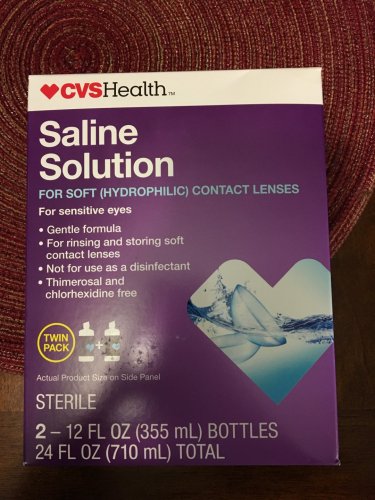 CVSHealth™
Saline
Solution
FOR SOFT (HYDROPHILIC) CONTACT LENSES
For sensitive eyes
• Gentle formula
• For rinsing and storing soft
contact lenses
• Not for use as a disinfectant
• Thimerosal and
chlorhexidine free
TWIN
PACK
+
Actual Product Size on Side Panel
STERILE
2 – 12 FL OZ (355 mL) BOTTLES
24 FL OZ (710 mL) TOTAL